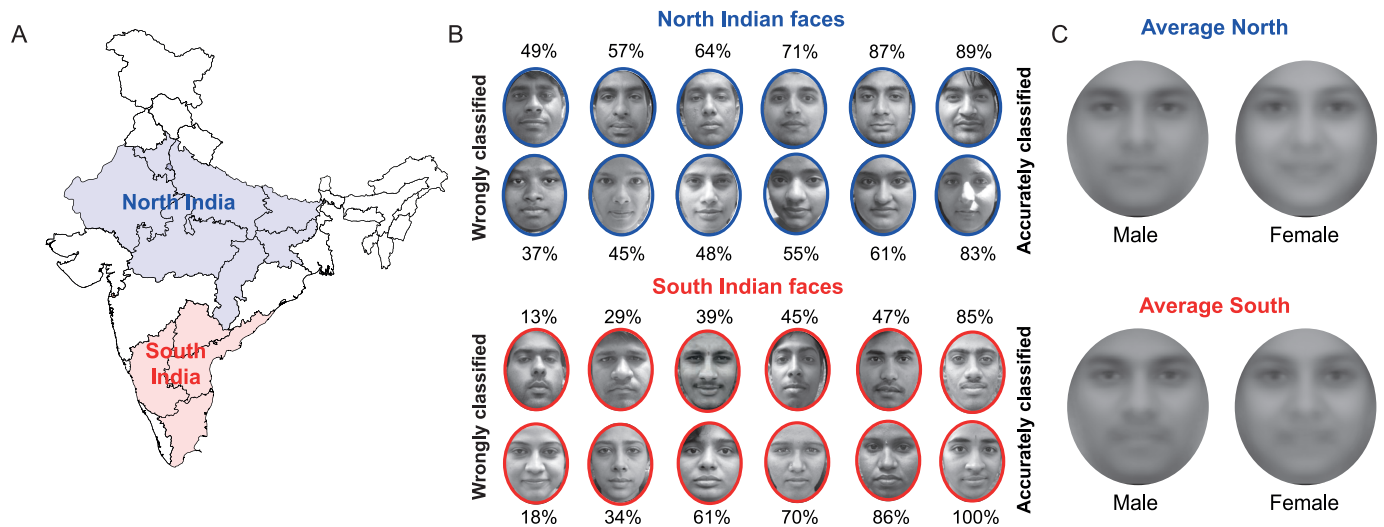 A
North India
South
India
B
North Indian faces
49% 57% 64% 71% 87% 89%
Wrongly classified
Accurately classified
37% 45% 48% 55% 61% 83%
South Indian faces
13% 29% 39% 45% 47% 85%
Wrongly classified
Accurately classified
18% 34% 61% 70% 86% 100%
C
Average North
Male Female
Average South
Male Female